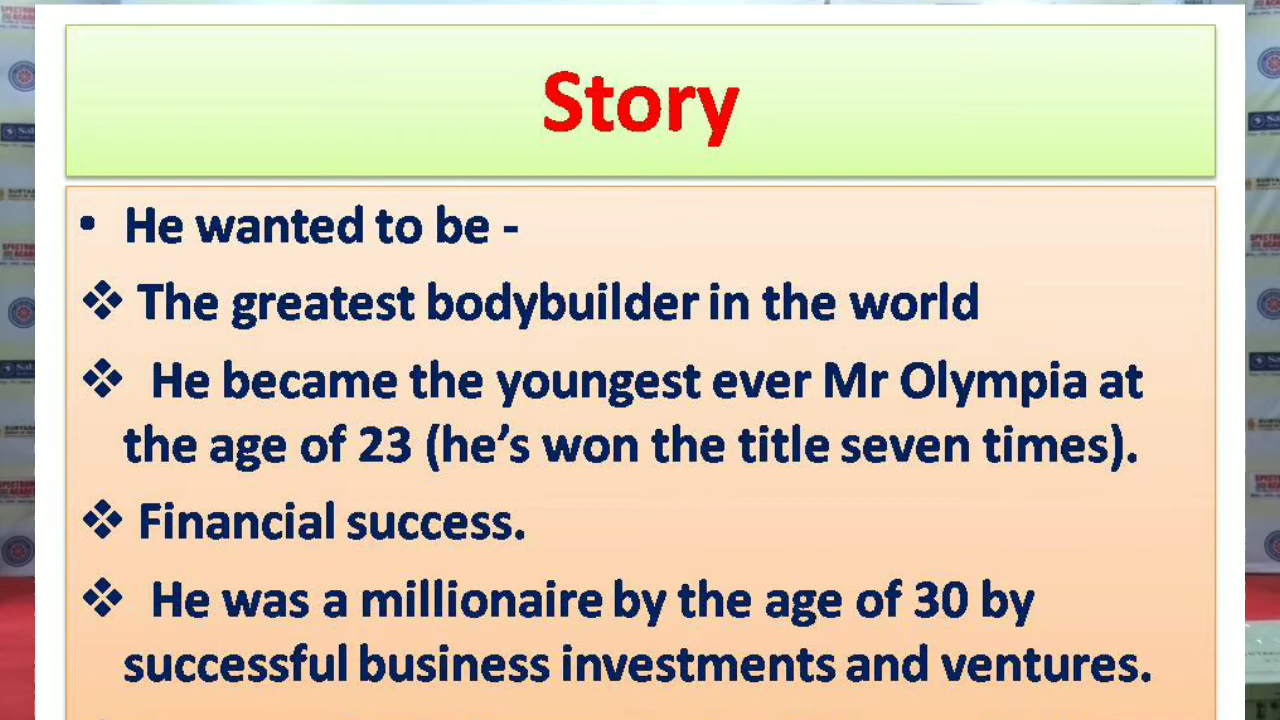 Story
• He wanted to be -
❖ The greatest bodybuilder in the world
❖ He became the youngest ever Mr Olympia at
the age of 23 (he's won the title seven times).
❖ Financial success.
❖ He was a millionaire by the age of 30 by
successful business investments and ventures.